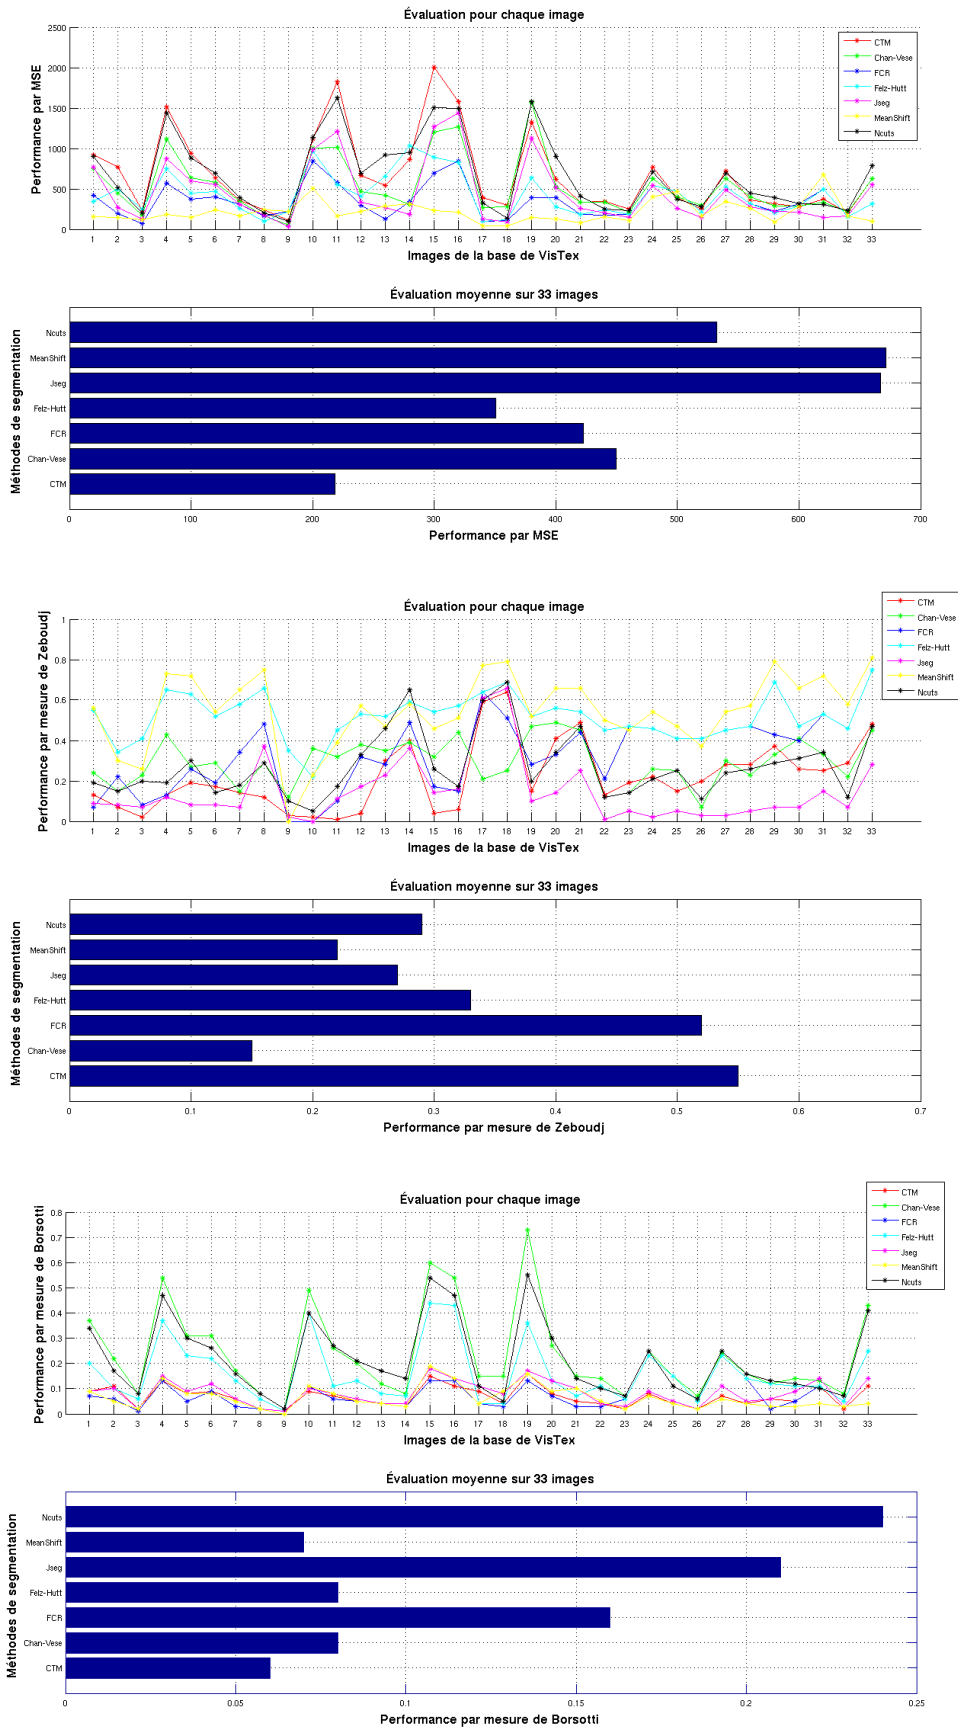 Évaluation pour chaque image
Performance par MSE
2500
2000
1500
1000
500
0
CTM
Chan-Vese
FCR
Felz-Hutt
Jseg
MeanShift
Ncuts
1 2 3 4 5 6 7 8 9 10 11 12 13 14 15 16 17 18 19 20 21 22 23 24 25 26 27 28 29 30 31 32 33
Images de la base de VisTex
Évaluation moyenne sur 33 images
Méthodes de segmentation
Ncuts
MeanShift
Jseg
Felz-Hutt
FCR
Chan-Vese
CTM
0 100 200 300 400 500 600 700
Performance par MSE
Évaluation pour chaque image
Performance par mesure de Zeboudj
1
0.8
0.6
0.4
0.2
0
CTM
Chan-Vese
FCR
Felz-Hutt
Jseg
MeanShift
Ncuts
1 2 3 4 5 6 7 8 9 10 11 12 13 14 15 16 17 18 19 20 21 22 23 24 25 26 27 28 29 30 31 32 33
Images de la base de VisTex
Évaluation moyenne sur 33 images
Méthodes de segmentation
Ncuts
MeanShift
Jseg
Felz-Hutt
FCR
Chan-Vese
CTM
0 0.1 0.2 0.3 0.4 0.5 0.6 0.7
Performance par mesure de Zeboudj
Évaluation pour chaque image
Performance par mesure de Borsotti
0.8
0.7
0.6
0.5
0.4
0.3
0.2
0.1
0
CTM
Chan-Vese
FCR
Felz-Hutt
Jseg
MeanShift
Ncuts
1 2 3 4 5 6 7 8 9 10 11 12 13 14 15 16 17 18 19 20 21 22 23 24 25 26 27 28 29 30 31 32 33
Images de la base de VisTex
Évaluation moyenne sur 33 images
Méthodes de segmentation
Ncuts
MeanShift
Jseg
Felz-Hutt
FCR
Chan-Vese
CTM
0 0.05 0.1 0.15 0.2 0.25
Performance par mesure de Borsotti